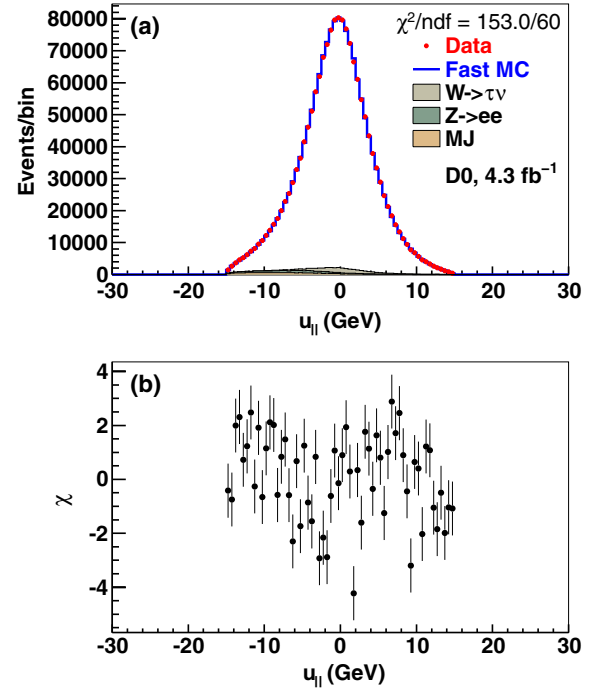 (a)
χ²/ndf = 153.0/60
Data
Fast MC
W->τν
Z->ee
MJ
D0, 4.3 fb⁻¹
Events/bin
80000
70000
60000
50000
40000
30000
20000
10000
0
-30 -20 -10 0 10 20 30
u|| (GeV)
(b)
χ
4
2
0
-2
-4
-30 -20 -10 0 10 20 30
u|| (GeV)